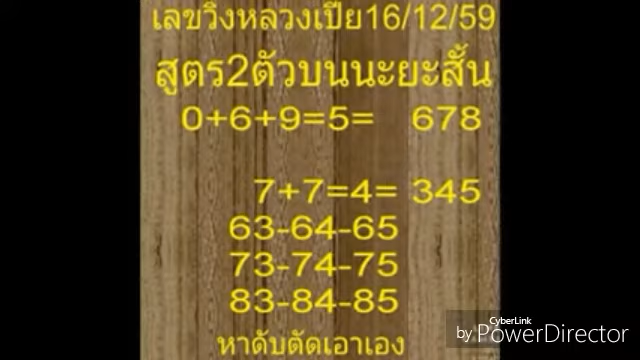 เลขวิ่งหลวงเปี๊ย16/12/59
สูตร2ตัวบนนะยะสั้น
0+6+9=5= 678
7+7=4= 345
63-64-65
73-74-75
83-84-85
หาดับตัดเอาเอง
CyberLink
by PowerDirector